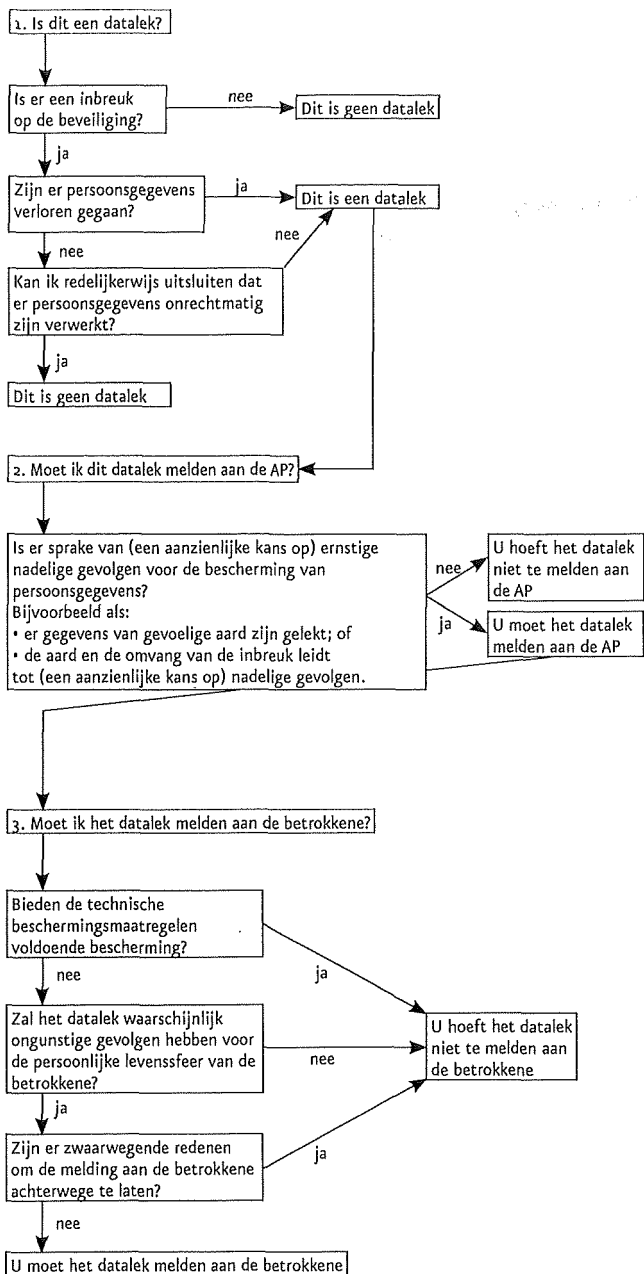 1. Is dit een datalek?
Is er een inbreuk
op de beveiliging?
nee
Dit is geen datalek
ja
Zijn er persoonsgegevens
verloren gegaan?
ja
Dit is een datalek
nee
nee
Kan ik redelijkerwijs uitsluiten dat
er persoonsgegevens onrechtmatig
zijn verwerkt?
ja
Dit is geen datalek
2. Moet ik dit datalek melden aan de AP?
Is er sprake van (een aanzienlijke kans op) ernstige
nadelige gevolgen voor de bescherming van
persoonsgegevens?
Bijvoorbeeld als:
• er gegevens van gevoelige aard zijn gelekt; of
• de aard en de omvang van de inbreuk leidt
tot (een aanzienlijke kans op) nadelige gevolgen.
nee
U hoeft het datalek
niet te melden aan
de AP
ja
U moet het datalek
melden aan de AP
3. Moet ik het datalek melden aan de betrokkene?
Bieden de technische
beschermingsmaatregelen
voldoende bescherming?
ja
nee
Zal het datalek waarschijnlijk
ongunstige gevolgen hebben voor
de persoonlijke levenssfeer van de
betrokkene?
nee
U hoeft het datalek
niet te melden aan
de betrokkene
ja
Zijn er zwaarwegende redenen
om de melding aan de betrokkene
achterwege te laten?
ja
nee
U moet het datalek melden aan de betrokkene